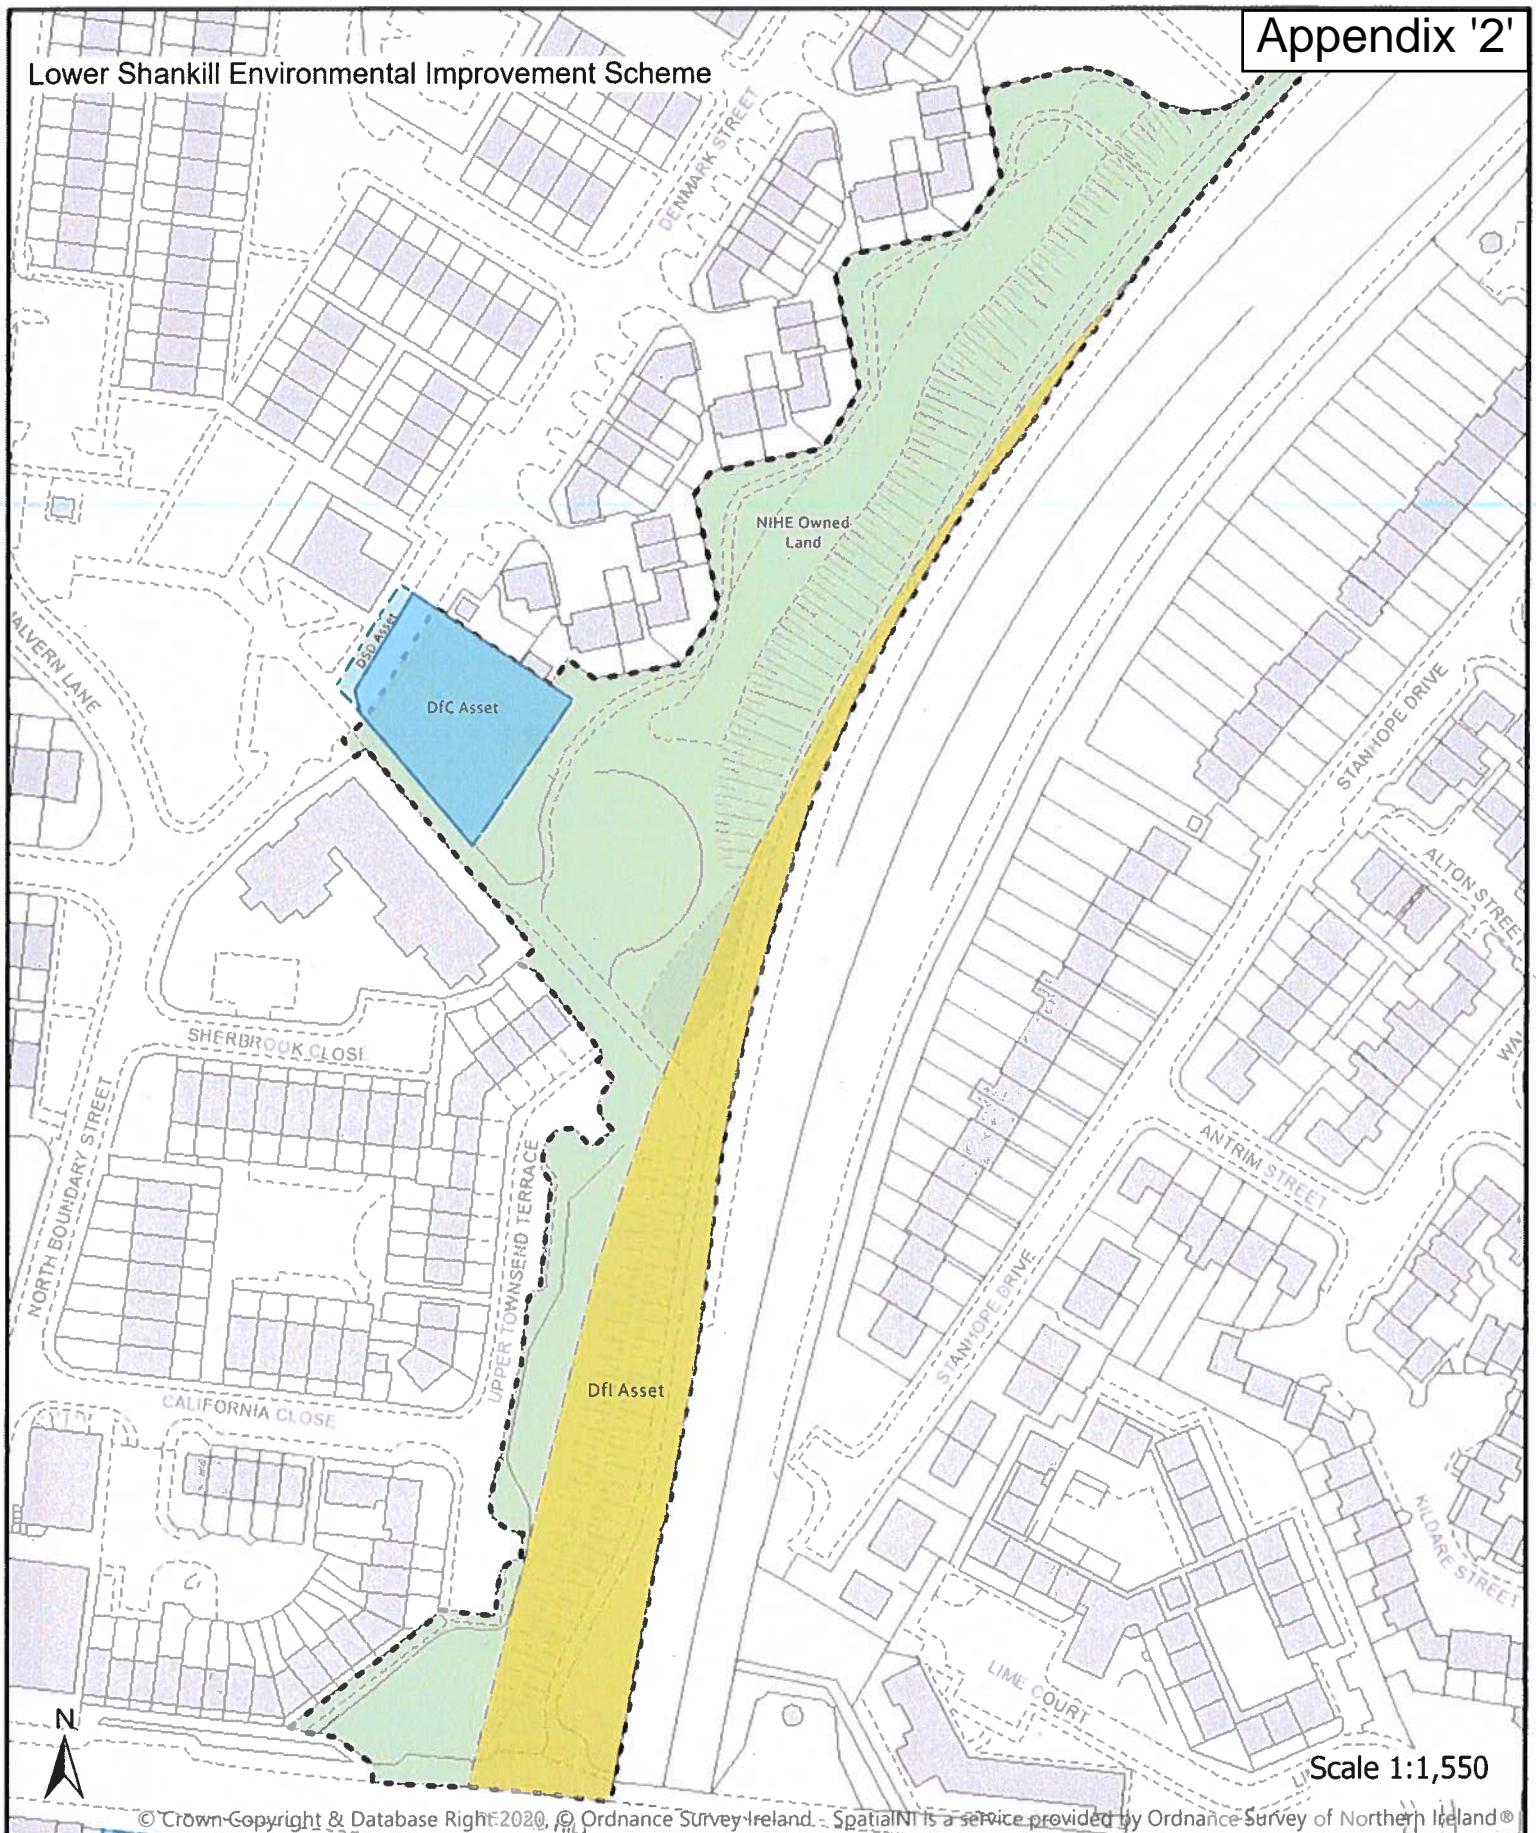 Appendix '2'
Lower Shankill Environmental Improvement Scheme
DENMARK STREET
NIHE Owned
Land
DSD Asset
DfC Asset
STANHOPE DRIVE
ALTON STREET
SHERBROOK CLOSE
NORTH BOUNDARY STREET
UPPER TOWNSEND TERRACE
ANTRIM STREET
STANHOPE DRIVE
DfI Asset
CALIFORNIA CLOSE
KILDARE STREET
LIME COURT
N
Scale 1:1,550
© Crown Copyright & Database Right 2020, © Ordnance Survey Ireland - SpatialNI is a service provided by Ordnance Survey of Northern Ireland®